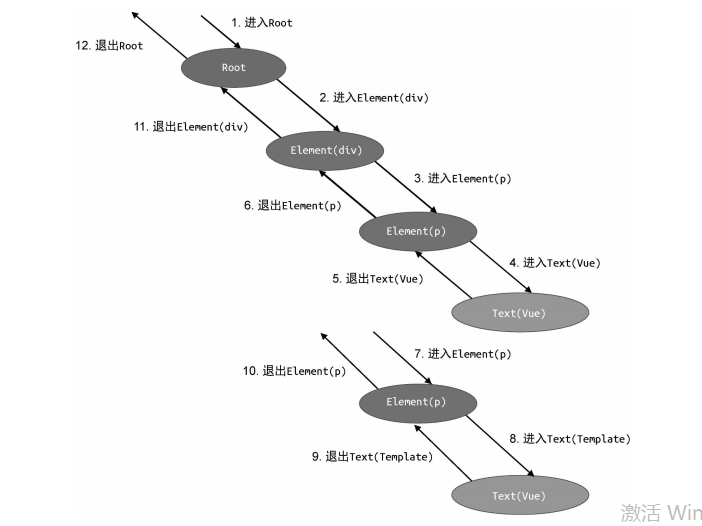 1. 进入Root
12. 退出Root
Root
2. 进入Element(div)
11. 退出Element(div)
Element(div)
3. 进入Element(p)
6. 退出Element(p)
Element(p)
4. 进入Text(Vue)
5. 退出Text(Vue)
Text(Vue)
7. 进入Element(p)
10. 退出Element(p)
Element(p)
8. 进入Text(Template)
9. 退出Text(Template)
Text(Vue)
激活 Win